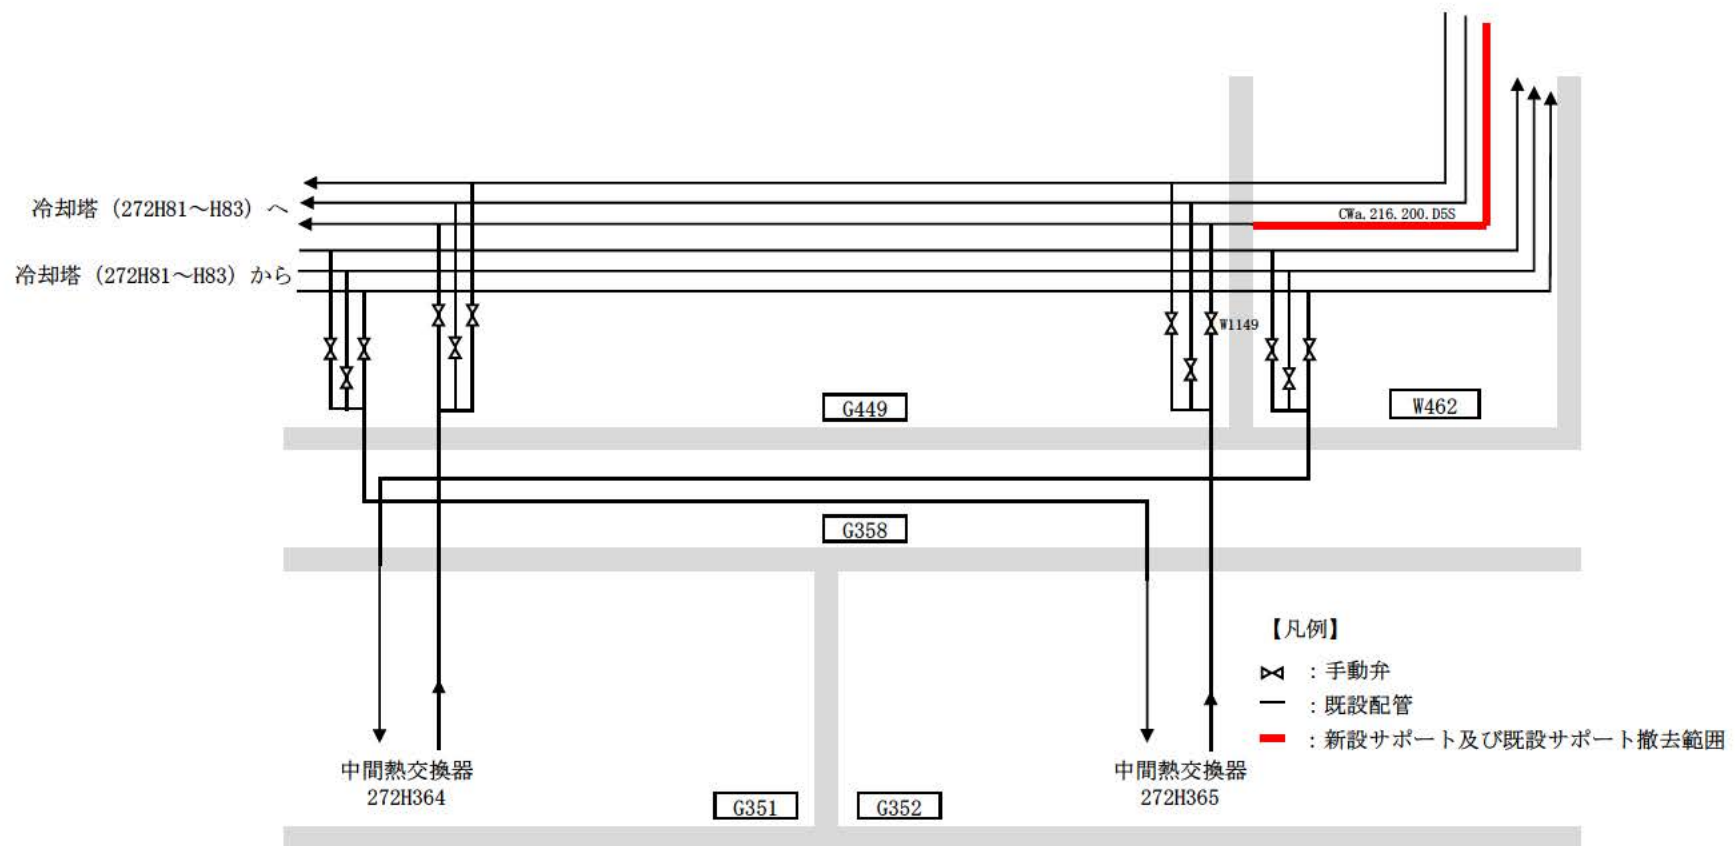 冷却塔（272H81～H83）へ
CWa.216.200.D5S
冷却塔（272H81～H83）から
W1149
G449
W462
G358
【凡例】
：手動弁
：既設配管
：新設サポート及び既設サポート撤去範囲
中間熱交換器
272H364
中間熱交換器
272H365
G351
G352